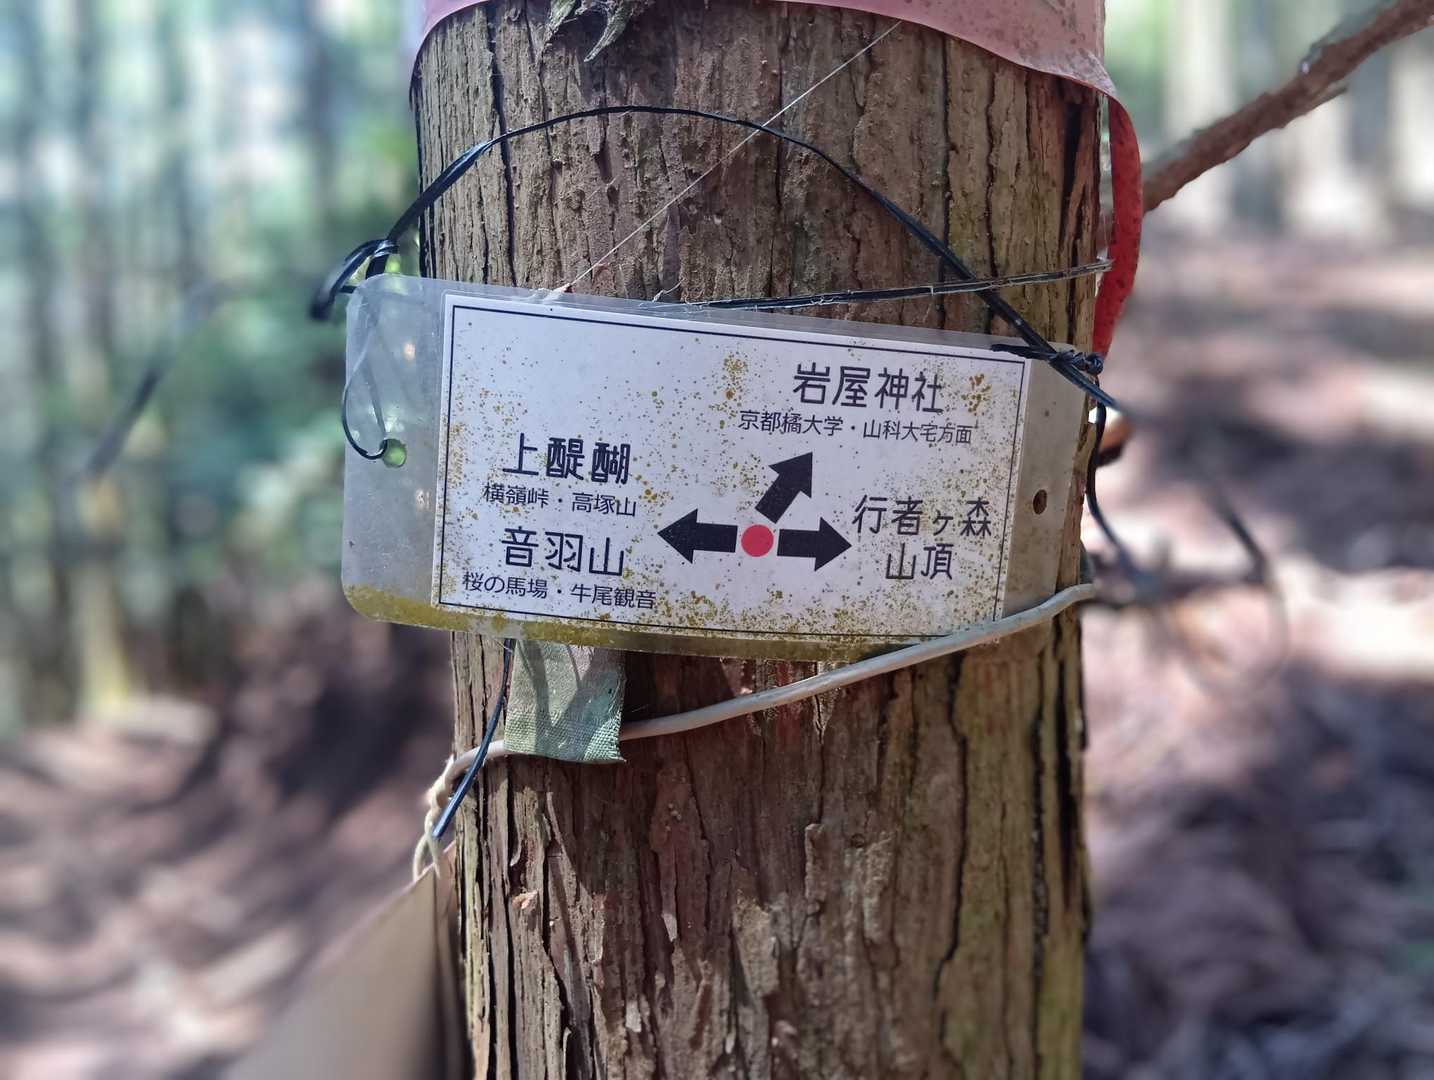 岩屋神社
京都橘大学・山科大宅方面
上醍醐
横嶺峠・高塚山
音羽山
桜の馬場・牛尾観音
行者ヶ森
山頂